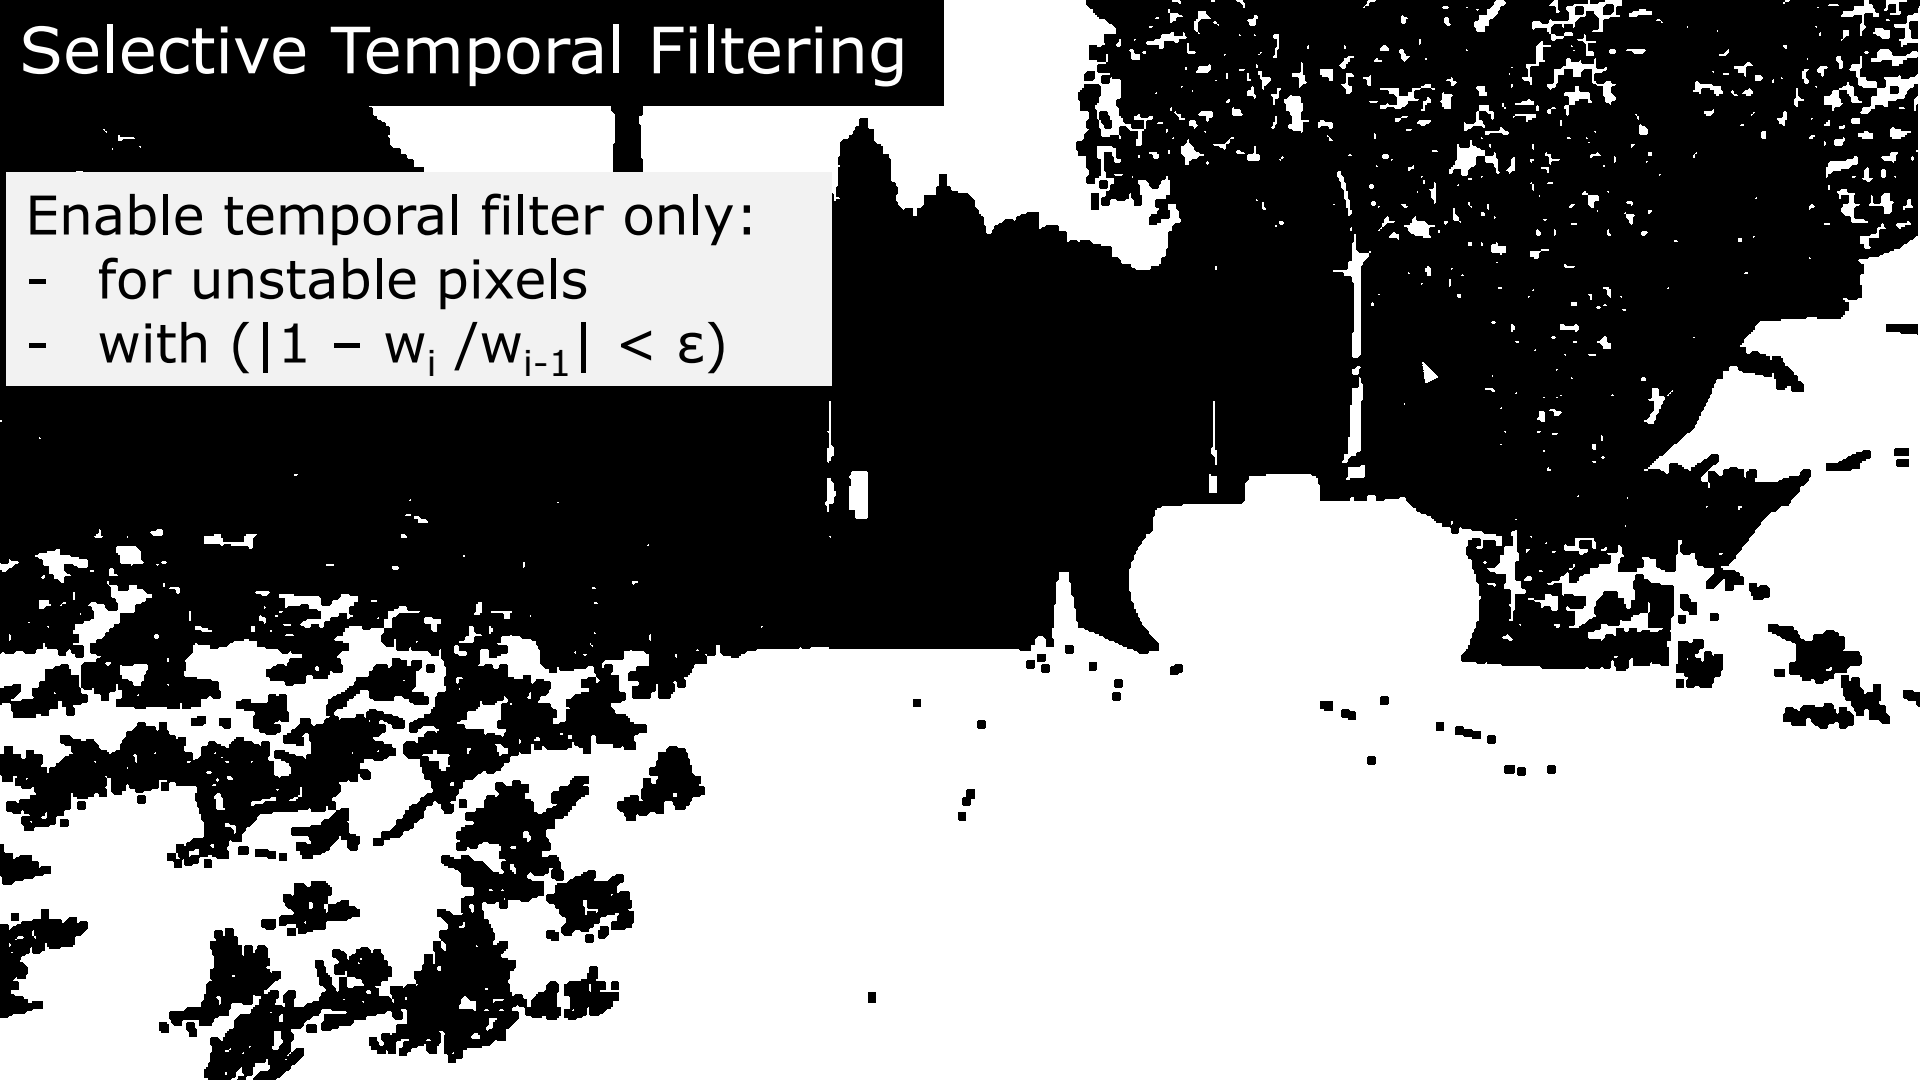 Selective Temporal Filtering
Enable temporal filter only:
- for unstable pixels
- with (|1 – wᵢ /wᵢ₋₁| < ε)